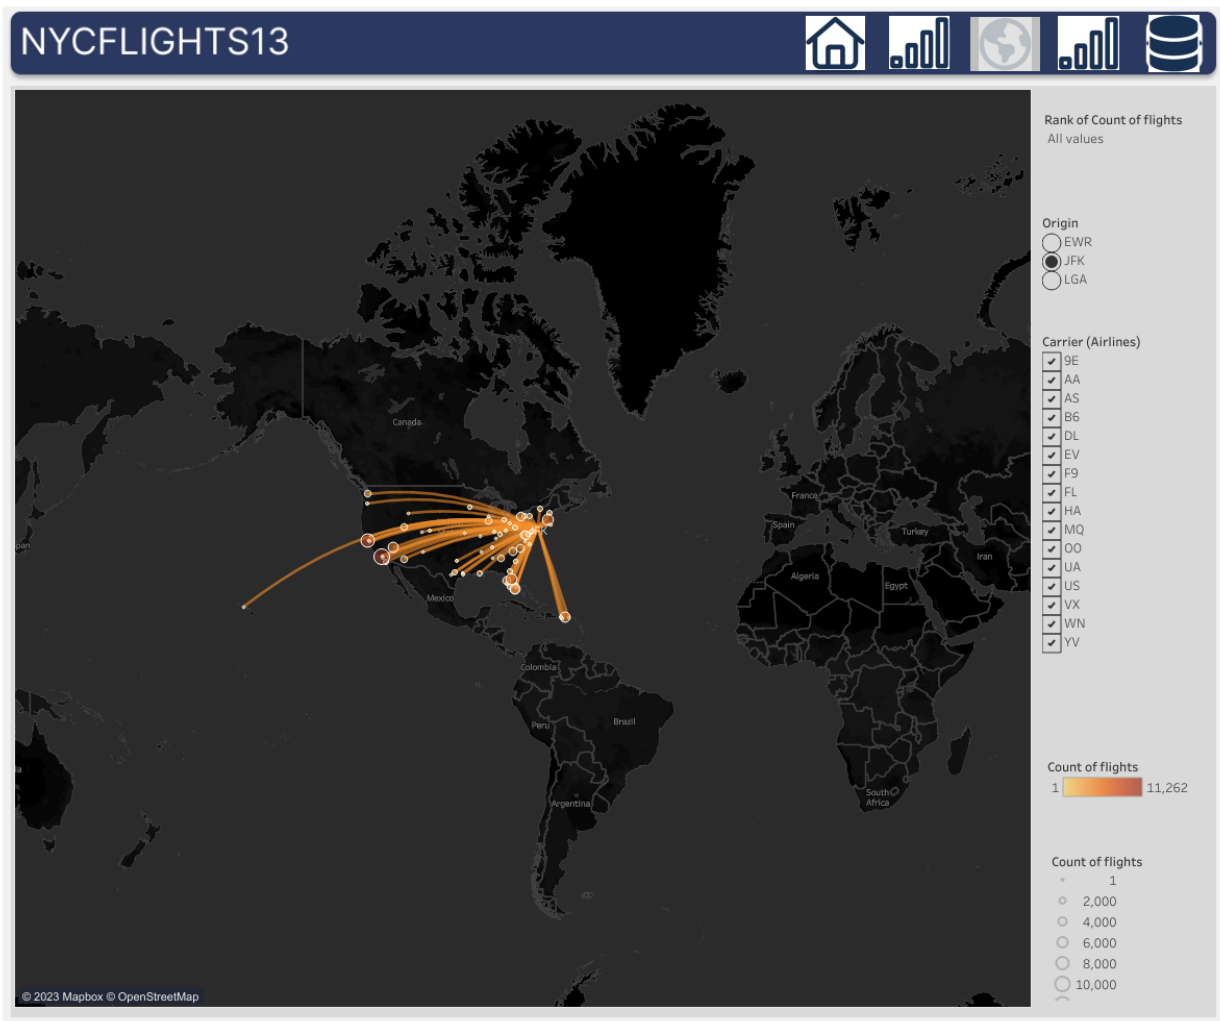 NYCFLIGHTS13
Rank of Count of flights
All values
Origin
EWR
JFK
LGA
Carrier (Airlines)
9E
AA
AS
B6
DL
EV
F9
FL
HA
MQ
OO
UA
US
VX
WN
YV
Count of flights
1 11,262
Count of flights
1
2,000
4,000
6,000
8,000
10,000
Canada
France
Spain
Turkey
Iran
Algeria
Egypt
Mexico
Colombia
Peru
Brazil
South
Africa
Argentina
© 2023 Mapbox © OpenStreetMap